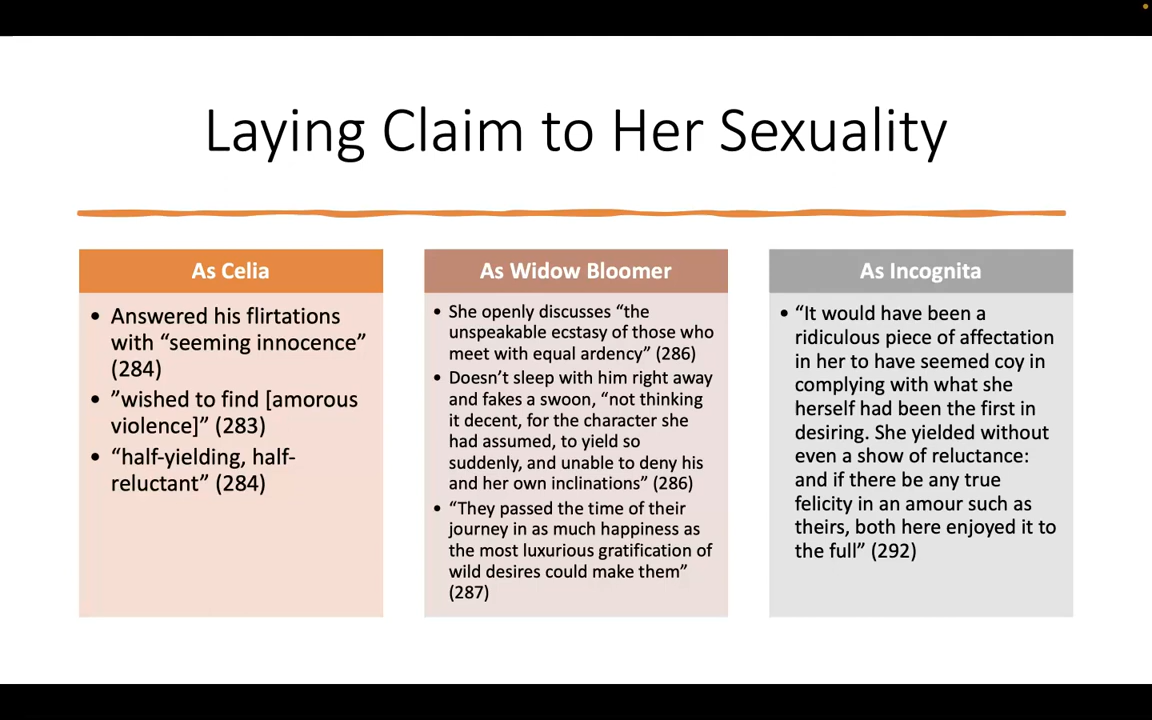 Laying Claim to Her Sexuality
As Celia
• Answered his flirtations
with “seeming innocence”
(284)
• ”wished to find [amorous
violence]” (283)
• “half-yielding, half-
reluctant” (284)
As Widow Bloomer
• She openly discusses “the
unspeakable ecstasy of those who
meet with equal ardency” (286)
• Doesn’t sleep with him right away
and fakes a swoon, “not thinking
it decent, for the character she
had assumed, to yield so
suddenly, and unable to deny his
and her own inclinations” (286)
• “They passed the time of their
journey in as much happiness as
the most luxurious gratification of
wild desires could make them”
(287)
As Incognita
• “It would have been a
ridiculous piece of affectation
in her to have seemed coy in
complying with what she
herself had been the first in
desiring. She yielded without
even a show of reluctance:
and if there be any true
felicity in an amour such as
theirs, both here enjoyed it to
the full” (292)